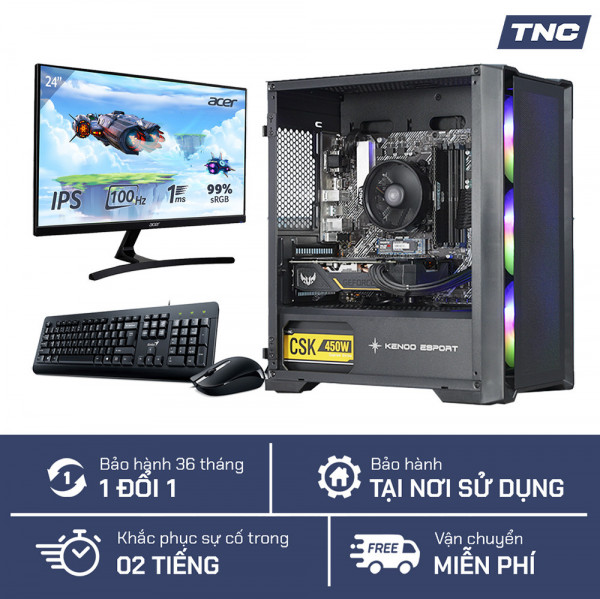 TNC
24"
acer
IPS
100Hz
1ms
99%
sRGB
acer
CSK 450W
KENOO ESPORT
Bảo hành 36 tháng
1
1 ĐỔI 1
Bảo hành
TẠI NƠI SỬ DỤNG
Khắc phục sự cố trong
02 TIẾNG
FREE
Vận chuyển
MIỄN PHÍ